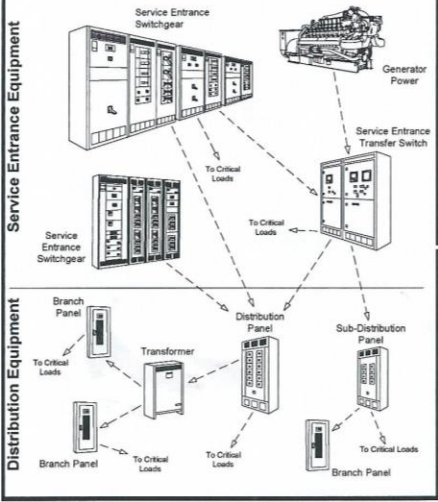 Service Entrance Equipment
Service Entrance
Switchgear
Generator
Power
Service Entrance
Transfer Switch
To Critical
Loads
To Critical
Loads
Service
Entrance
Switchgear
Distribution Equipment
Branch
Panel
Distribution
Panel
Sub-Distribution
Panel
Transformer
To Critical
Loads
Branch Panel
To Critical
Loads
To Critical
Loads
To Critical Loads
Branch Panel